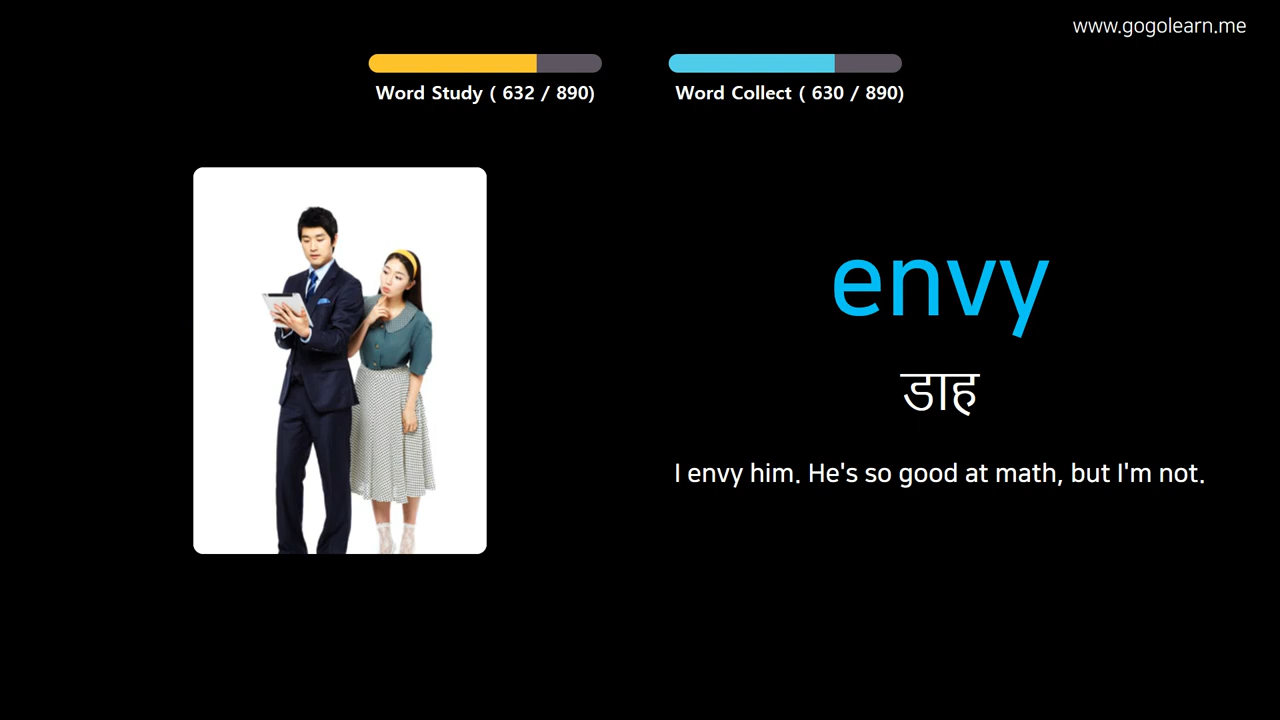 www.gogolearn.me
Word Study ( 632 / 890)
Word Collect ( 630 / 890)
envy
डाह
I envy him. He's so good at math, but I'm not.